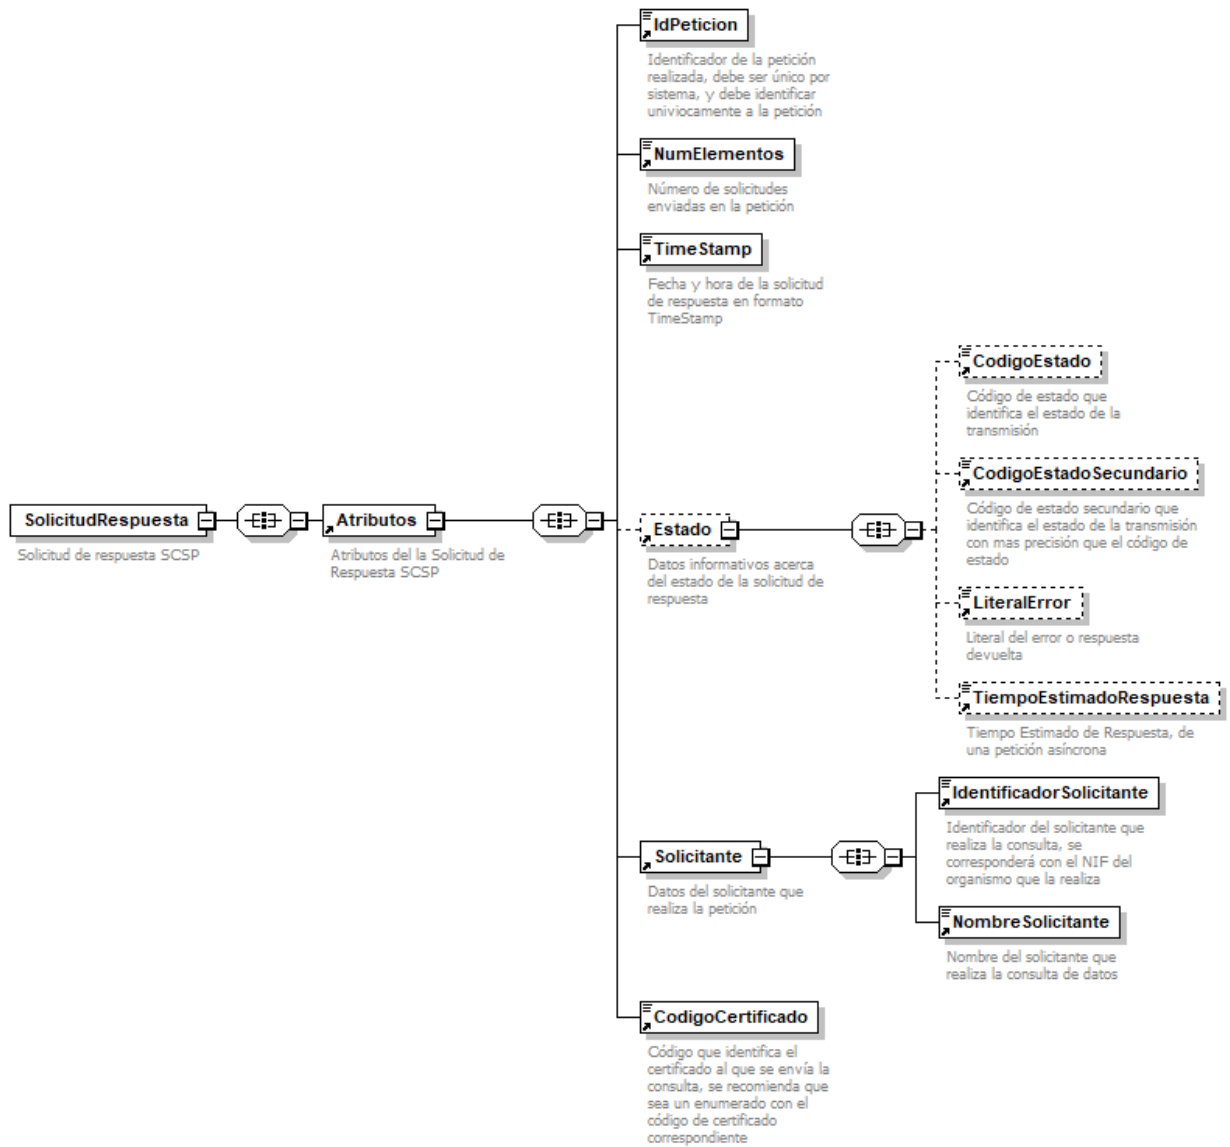 IdPeticion
Identificador de la petición
realizada, debe ser único por
sistema, y debe identificar
univiocamente a la petición
NumElementos
Número de solicitudes
enviadas en la petición
TimeStamp
Fecha y hora de la solicitud
de respuesta en formato
TimeStamp
CodigoEstado
Código de estado que
identifica el estado de la
transmisión
CodigoEstadoSecundario
Código de estado secundario que
identifica el estado de la transmisión
con mas precisión que el código de
estado
SolicitudRespuesta
Solicitud de respuesta SCSP
Atributos
Atributos del la Solicitud de
Respuesta SCSP
Estado
Datos informativos acerca
del estado de la solicitud de
respuesta
LiteralError
Literal del error o respuesta
devuelta
TiempoEstimadoRespuesta
Tiempo Estimado de Respuesta, de
una petición asíncrona
IdentificadorSolicitante
Identificador del solicitante que
realiza la consulta, se
corresponderá con el NIF del
organismo que la realiza
Solicitante
Datos del solicitante que
realiza la petición
NombreSolicitante
Nombre del solicitante que
realiza la consulta de datos
CodigoCertificado
Código que identifica el
certificado al que se envía la
consulta, se recomienda que
sea un enumerado con el
código de certificado
correspondiente